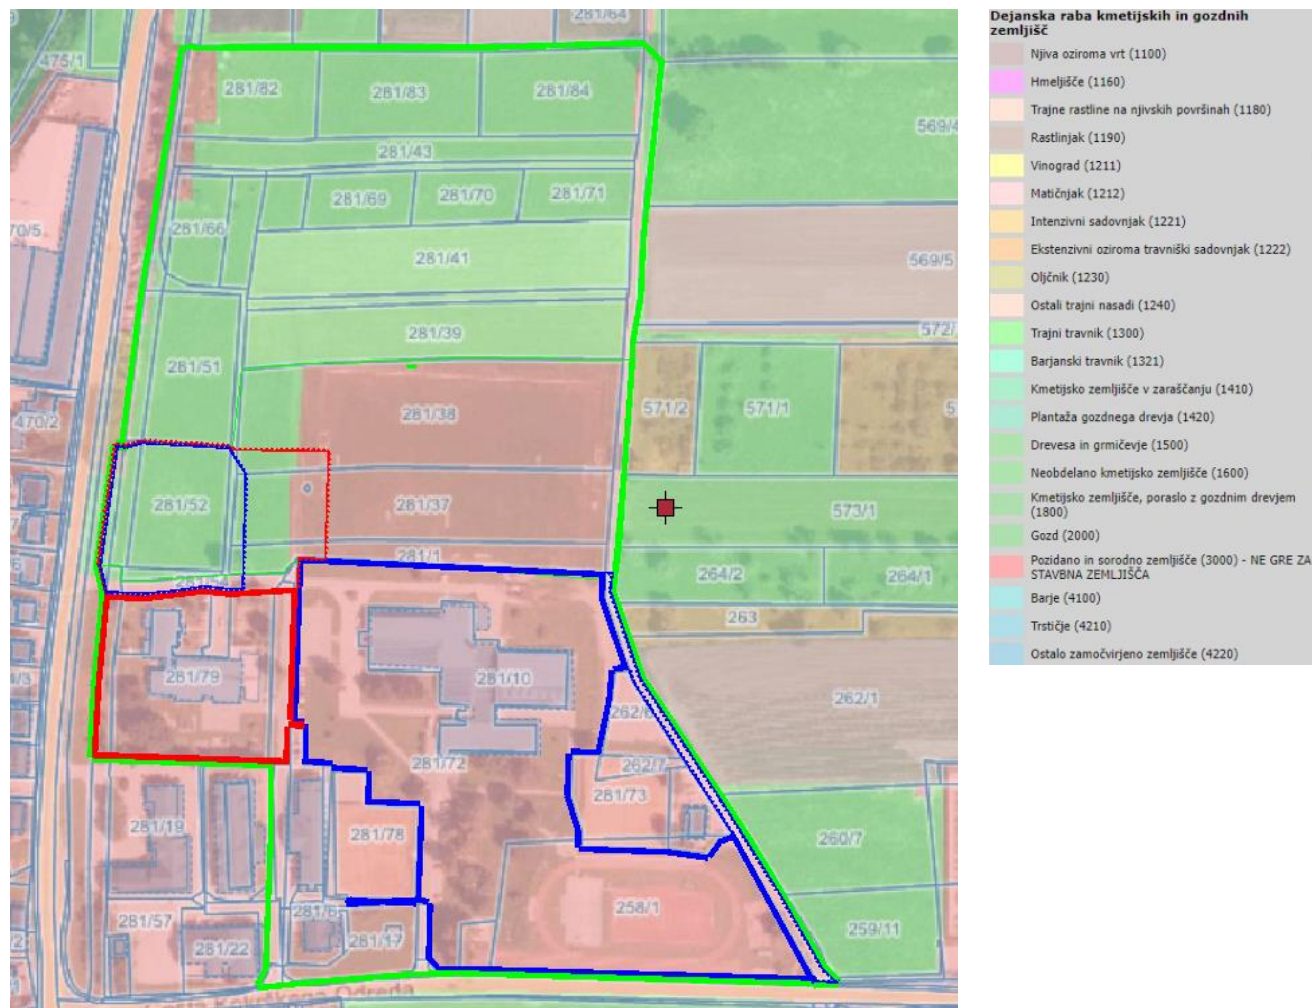 281/64
475/1
281/82
281/83
281/84
569/4
281/43
281/69
281/70
281/71
281/66
70/5
281/41
569/5
281/39
572/
281/51
281/38
571/2
571/1
5
470/2
281/52
281/37
573/1
281/1
264/2
264/1
263
281/79
281/10
262/1
281/72
262/7
281/73
281/19
281/78
260/7
258/1
281/57
281/22
281/17
259/11
Odreda
Dejanska raba kmetijskih in gozdnih
zemljišč
Njiva oziroma vrt (1100)
Hmeljišče (1160)
Trajne rastline na njivskih površinah (1180)
Rastlinjak (1190)
Vinograd (1211)
Matičnjak (1212)
Intenzivni sadovnjak (1221)
Ekstenzivni oziroma travniški sadovnjak (1222)
Oljčnik (1230)
Ostali trajni nasadi (1240)
Trajni travnik (1300)
Barjanski travnik (1321)
Kmetijsko zemljišče v zaraščanju (1410)
Plantaža gozdnega drevja (1420)
Drevesa in grmičevje (1500)
Neobdelano kmetijsko zemljišče (1600)
Kmetijsko zemljišče, poraslo z gozdnim drevjem
(1800)
Gozd (2000)
Pozidano in sorodno zemljišče (3000) - NE GRE ZA
STAVBNA ZEMLJIŠČA
Barje (4100)
Trstičje (4210)
Ostalo zamočvirjeno zemljišče (4220)